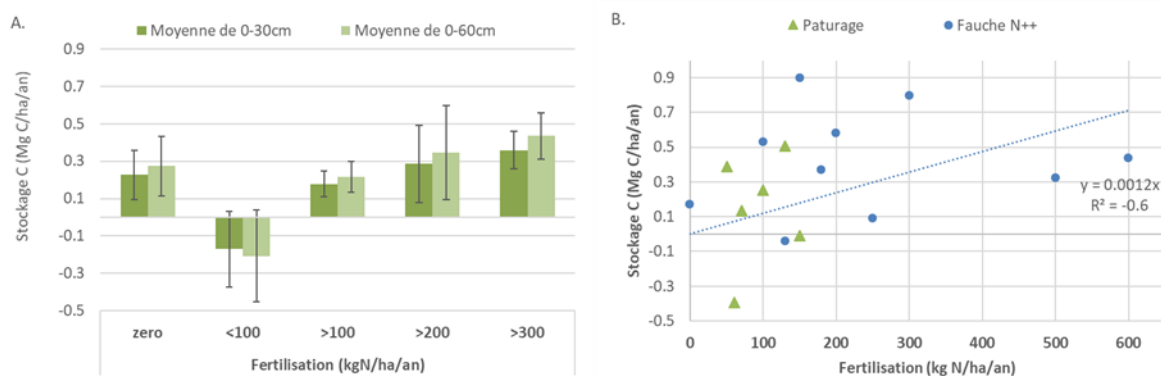 A.
Moyenne de 0-30cm Moyenne de 0-60cm
Stockage C (Mg C/ha/an)
0.9
0.7
0.5
0.3
0.1
-0.1
-0.3
-0.5
zero <100 >100 >200 >300
Fertilisation (kgN/ha/an)
B.
Paturage Fauche N++
Stockage C (Mg C/ha/an)
0.9
0.7
0.5
0.3
0.1
-0.1
-0.3
-0.5
y = 0.0012x
R² = -0.6
0 100 200 300 400 500 600
Fertilisation (kg N/ha/an)